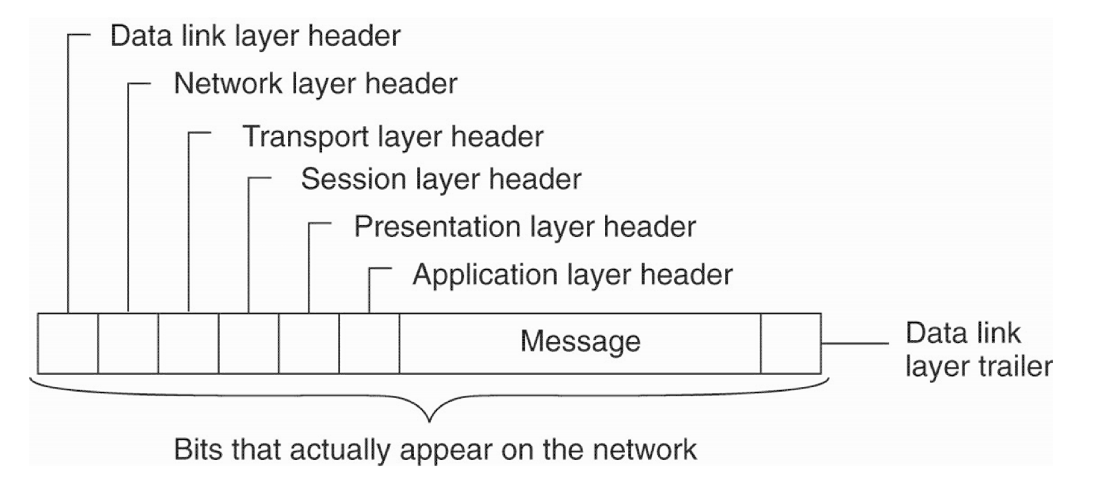 Data link layer header
Network layer header
Transport layer header
Session layer header
Presentation layer header
Application layer header
Message
Data link
layer trailer
Bits that actually appear on the network